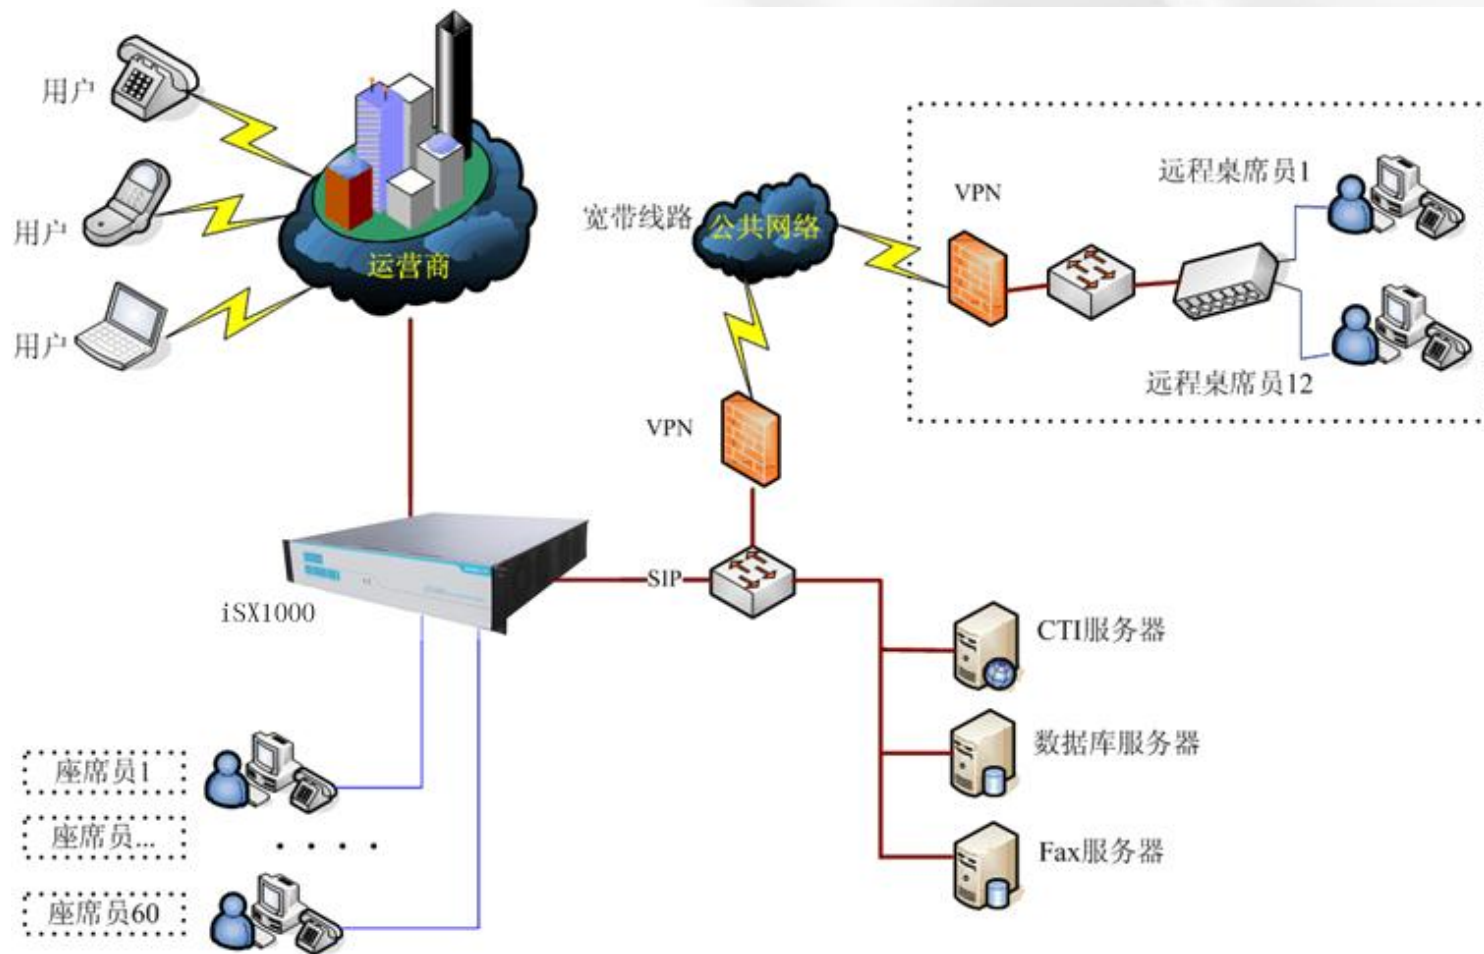 用户
用户
用户
运营商
宽带线路
公共网络
VPN
远程桌席员1
远程桌席员12
VPN
SIP
iSX1000
CTI服务器
数据库服务器
Fax服务器
座席员1
座席员...
座席员60